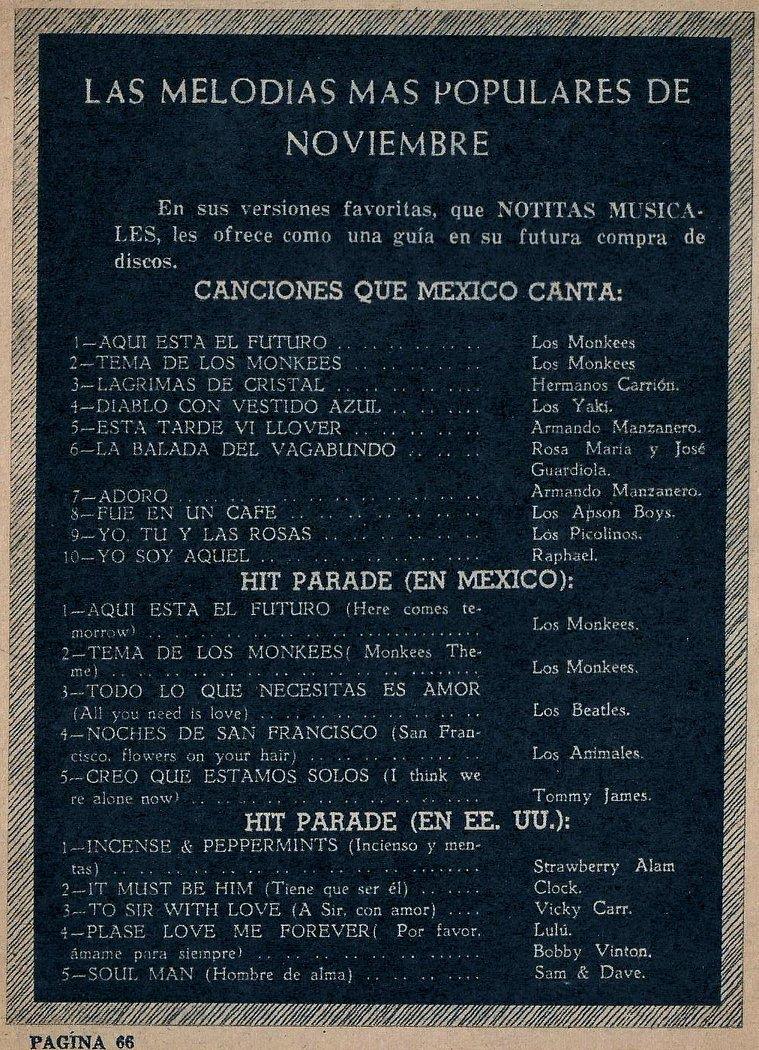 LAS MELODIAS MAS POPULARES DE
NOVIEMBRE
En sus versiones favoritas, que NOTITAS MUSICA-
LES, les ofrece como una guía en su futura compra de
discos.
CANCIONES QUE MEXICO CANTA:
1—AQUI ESTA EL FUTURO .. .. .. .. .. .. Los Monkees
2—TEMA DE LOS MONKEES .. .. .. .. .. .. Los Monkees
3—LAGRIMAS DE CRISTAL .. .. .. .. .. .. Hermanos Carrión.
4—DIABLO CON VESTIDO AZUL .. .. .. .. Los Yaki.
5—ESTA TARDE VI LLOVER .. .. .. .. .. .. Armando Manzanero.
6—LA BALADA DEL VAGABUNDO .. .. .. Rosa María y José
Guardiola.
7—ADORO .. .. .. .. .. .. .. .. .. .. .. Armando Manzanero.
8—FUE EN UN CAFE .. .. .. .. .. .. .. .. Los Apson Boys.
9—YO, TU Y LAS ROSAS .. .. .. .. .. .. .. Los Picolinos.
10—YO SOY AQUEL .. .. .. .. .. .. .. .. Raphael.
HIT PARADE (EN MEXICO):
1—AQUI ESTA EL FUTURO (Here comes te-
morrow) .. .. .. .. .. .. .. .. .. .. .. Los Monkees.
2—TEMA DE LOS MONKEES( Monkees The-
me) .. .. .. .. .. .. .. .. .. .. .. .. Los Monkees.
3—TODO LO QUE NECESITAS ES AMOR
(All you need is love) .. .. .. .. .. .. .. Los Beatles.
4—NOCHES DE SAN FRANCISCO (San Fran-
cisco, flowers on your hair) .. .. .. .. .. Los Animales.
5—CREO QUE ESTAMOS SOLOS (I think we
re alone now) .. .. .. .. .. .. .. .. .. Tommy James.
HIT PARADE (EN EE. UU.):
1—INCENSE & PEPPERMINTS (Incienso y men-
tas) .. .. .. .. .. .. .. .. .. .. .. .. Strawberry Alam
2—IT MUST BE HIM (Tiene que ser él) .. .. .. Clock.
3—TO SIR WITH LOVE (A Sir, con amor) .... Vicky Carr.
4—PLASE LOVE ME FOREVER( Por favor, Lulú.
ámame para siempre) .. .. .. .. .. .. .. Bobby Vinton.
5—SOUL MAN (Hombre de alma) .. .. .. .. Sam & Dave.
PAGÍNA 66